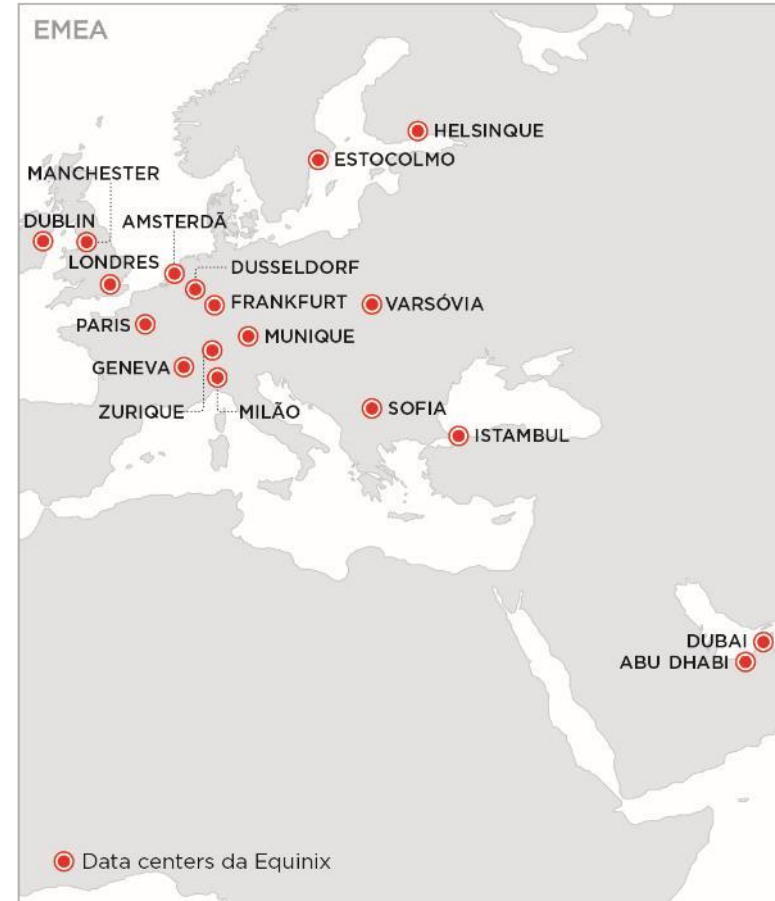 EMEA
HELSINQUE
ESTOCOLMO
MANCHESTER
DUBLIN
AMSTERDÃ
LONDRES
DUSSELDORF
FRANKFURT
VARSÓVIA
PARIS
MUNIQUE
GENEVA
ZURIQUE
MILÃO
SOFIA
ISTAMBUL
DUBAI
ABU DHABI
Data centers da Equinix